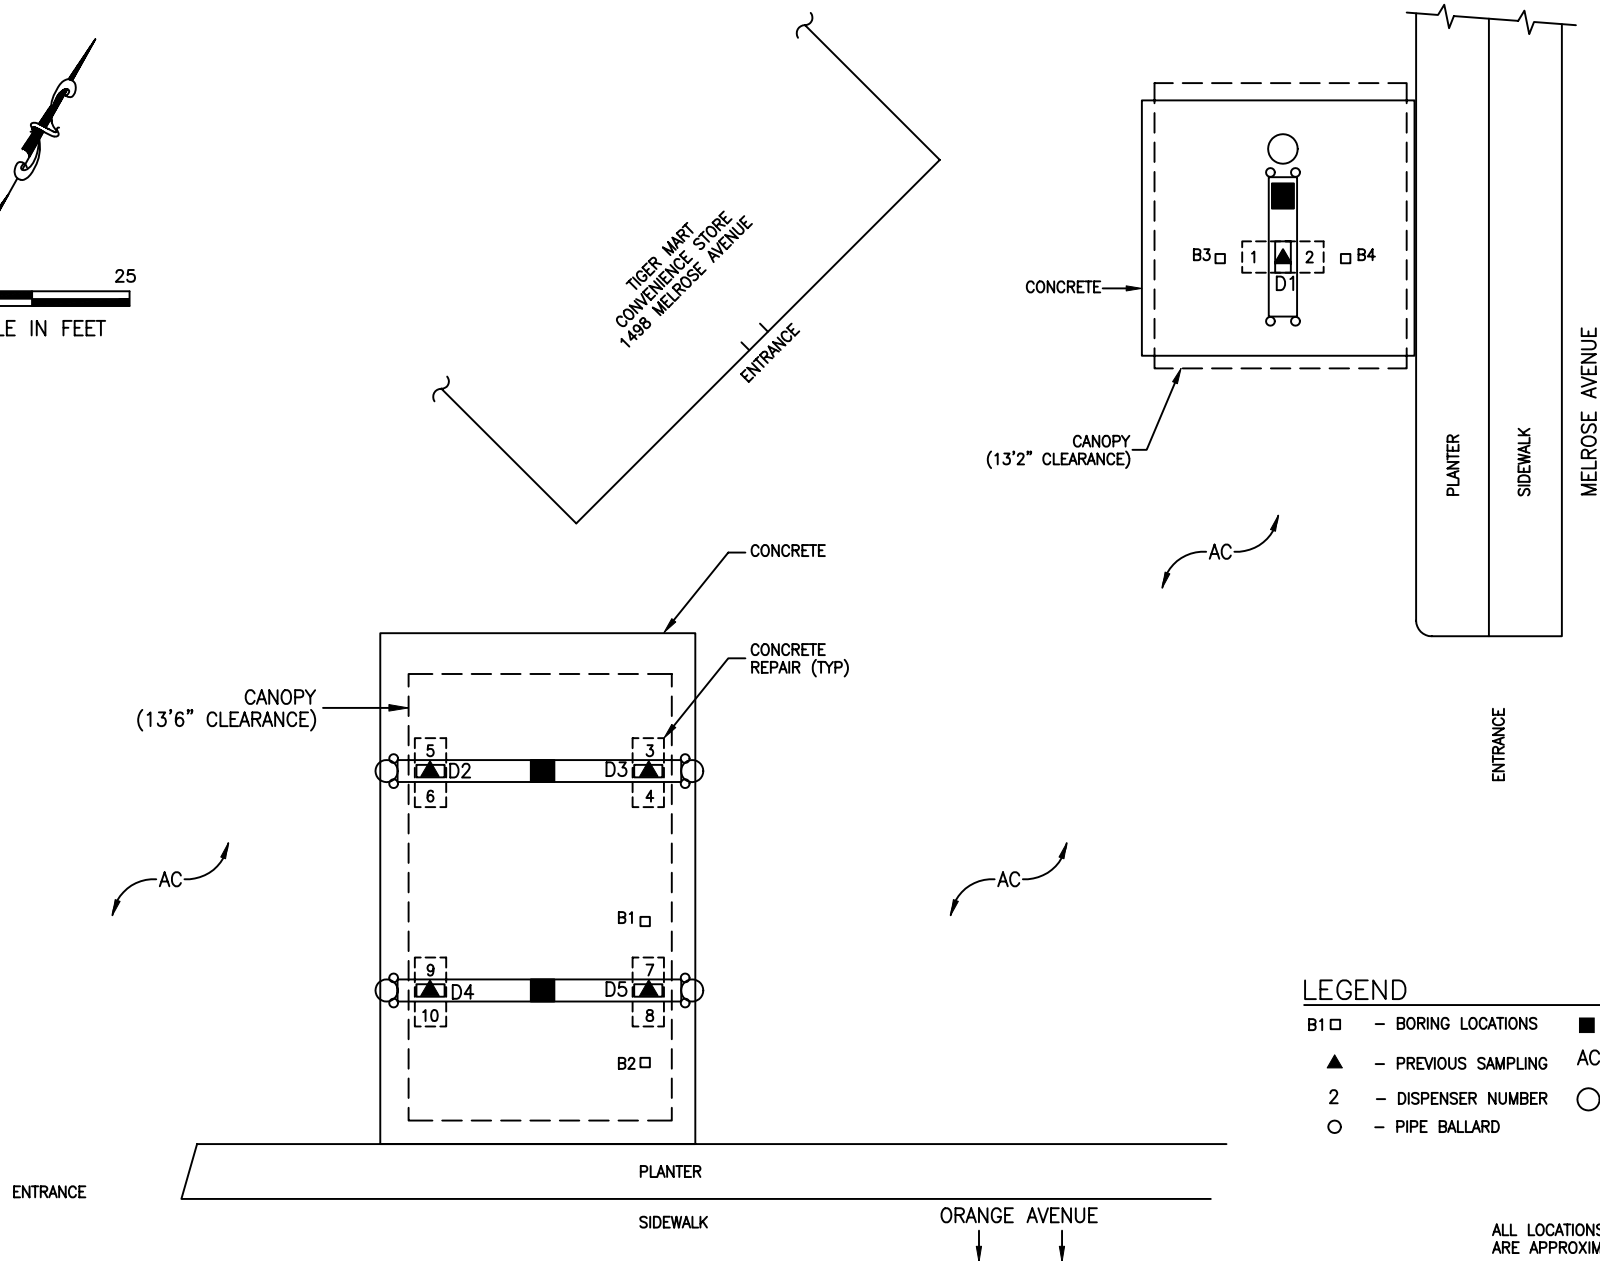 25
LE IN FEET
TIGER MART
CONVENIENCE STORE
1498 MELROSE AVENUE
ENTRANCE
B3
1
2
B4
D1
CONCRETE
CANOPY
(13'2" CLEARANCE)
PLANTER
SIDEWALK
MELROSE AVENUE
AC
CONCRETE
CONCRETE
REPAIR (TYP)
CANOPY
(13'6" CLEARANCE)
5
3
D2
D3
6
4
ENTRANCE
AC
AC
B1
9
7
D4
D5
10
8
B2
LEGEND
B1 – BORING LOCATIONS
– PREVIOUS SAMPLING
AC
2 – DISPENSER NUMBER
– PIPE BALLARD
PLANTER
ENTRANCE
SIDEWALK
ORANGE AVENUE
ALL LOCATIONS
ARE APPROXIM